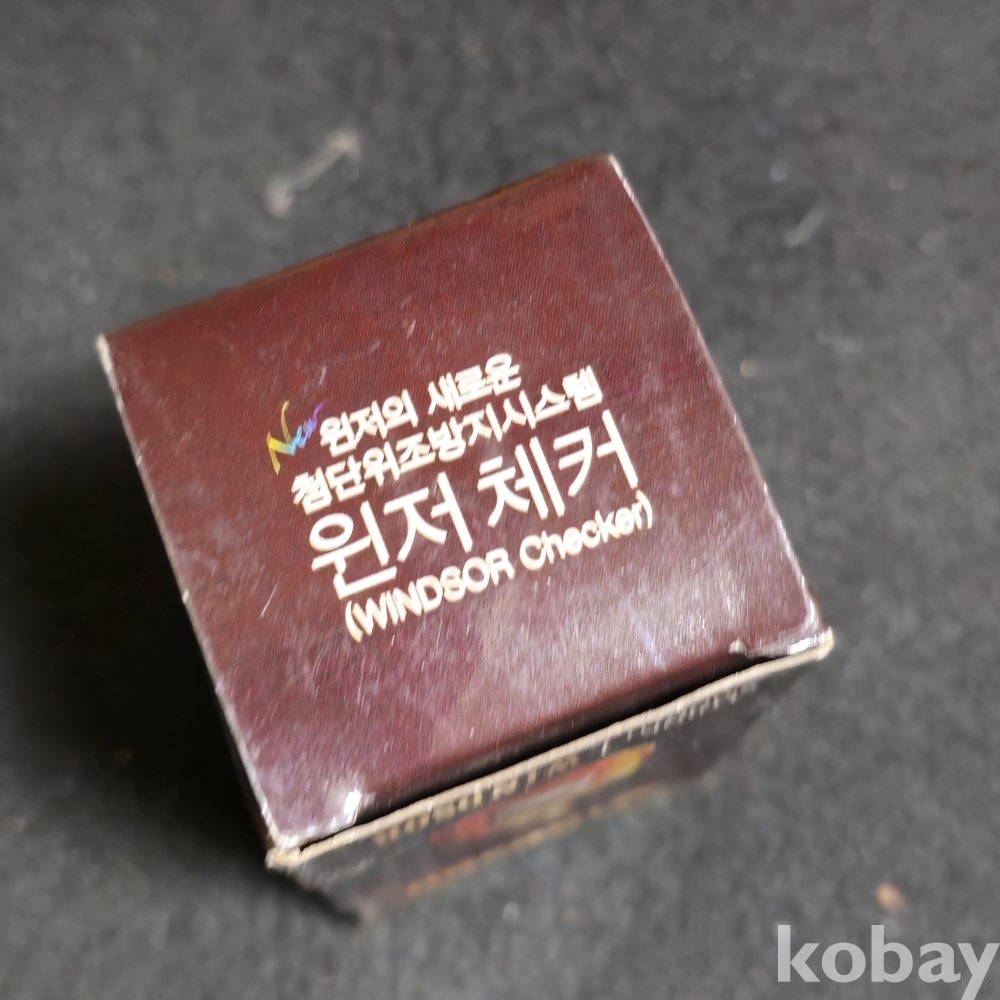 New 윈저의 새로운
첨단위조방지시스템
윈저 체커
(WINDSOR Checker)
WINDSOR
kobay